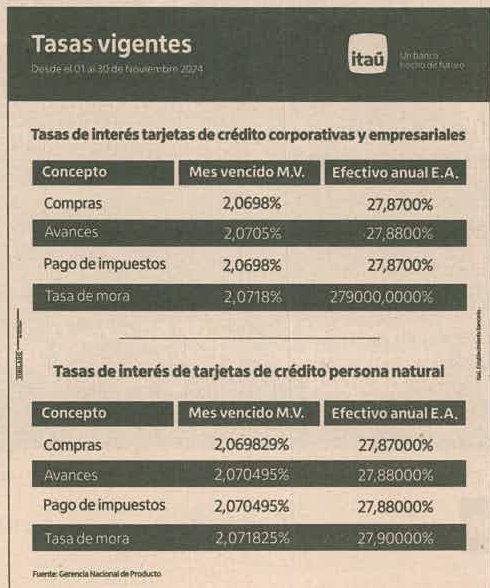 Tasas vigentes
Desde el 01 al 30 de Noviembre 2024
itaú
Un banco
hecho de futuro
Tasas de interés tarjetas de crédito corporativas y empresariales
Concepto Mes vencido M.V. Efectivo anual E.A.
Compras 2,0698% 27,8700%
Avances 2,0705% 27,8800%
Pago de impuestos 2,0698% 27,8700%
Tasa de mora 2,0718% 279000,0000%
VIGILADO
Itaú. Establecimiento bancario.
Tasas de interés de tarjetas de crédito persona natural
Concepto Mes vencido M.V. Efectivo anual E.A.
Compras 2,069829% 27,87000%
Avances 2,070495% 27,88000%
Pago de impuestos 2,070495% 27,88000%
Tasa de mora 2,071825% 27,90000%
Fuente: Gerencia Nacional de Producto